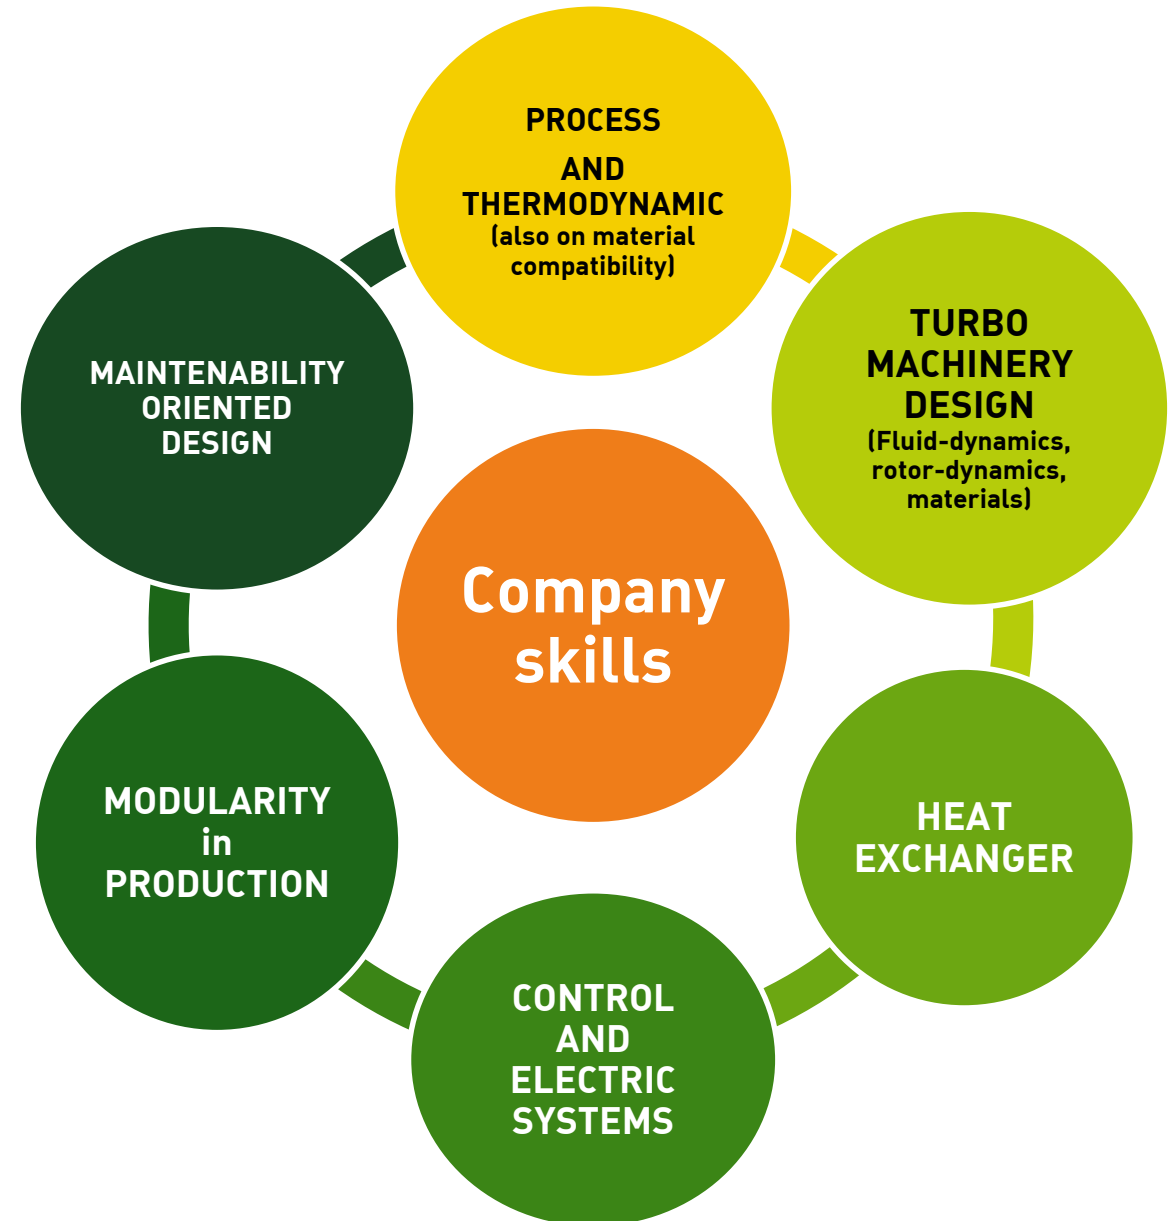 PROCESS
AND
THERMODYNAMIC
(also on material
compatibility)
TURBO
MACHINERY
DESIGN
(Fluid-dynamics,
rotor-dynamics,
materials)
HEAT
EXCHANGER
CONTROL
AND
ELECTRIC
SYSTEMS
MODULARITY
in
PRODUCTION
MAINTENABILITY
ORIENTED
DESIGN
Company
skills